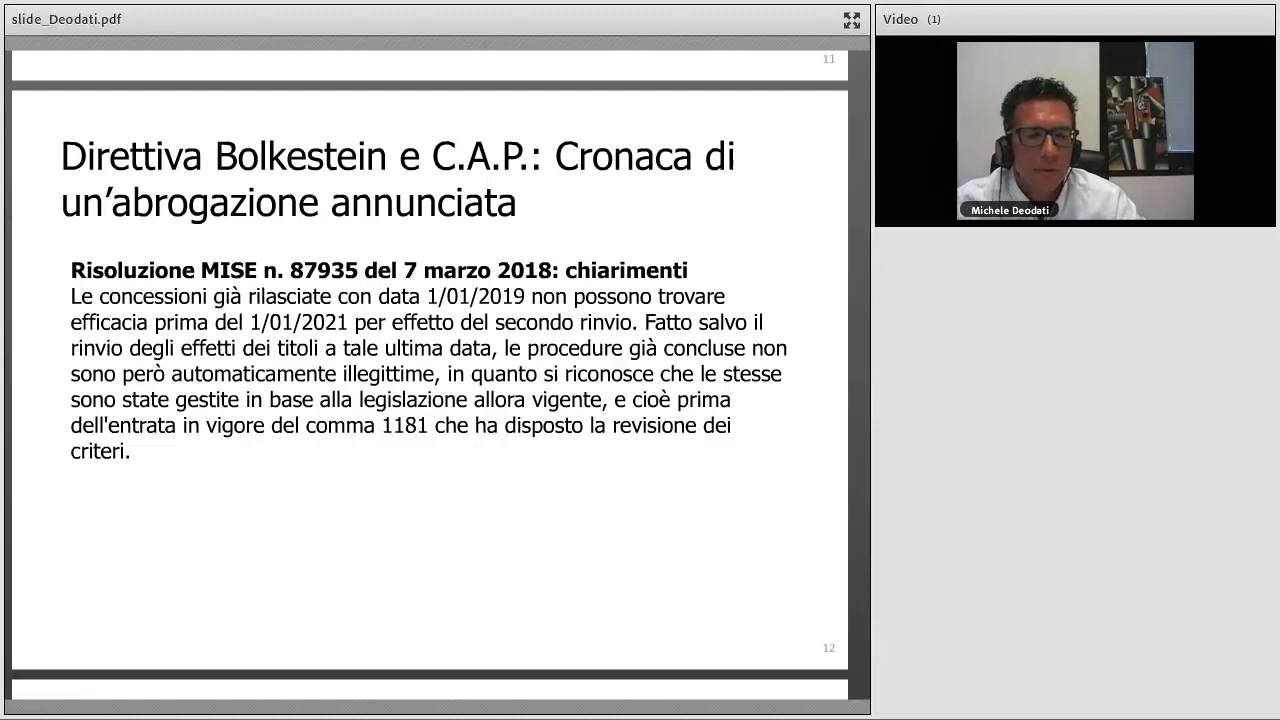 slide_Deodati.pdf
Video (1)
11
Direttiva Bolkestein e C.A.P.: Cronaca di
un’abrogazione annunciata
Risoluzione MISE n. 87935 del 7 marzo 2018: chiarimenti
Le concessioni già rilasciate con data 1/01/2019 non possono trovare
efficacia prima del 1/01/2021 per effetto del secondo rinvio. Fatto salvo il
rinvio degli effetti dei titoli a tale ultima data, le procedure già concluse non
sono però automaticamente illegittime, in quanto si riconosce che le stesse
sono state gestite in base alla legislazione allora vigente, e cioè prima
dell'entrata in vigore del comma 1181 che ha disposto la revisione dei
criteri.
12
Michele Deodati